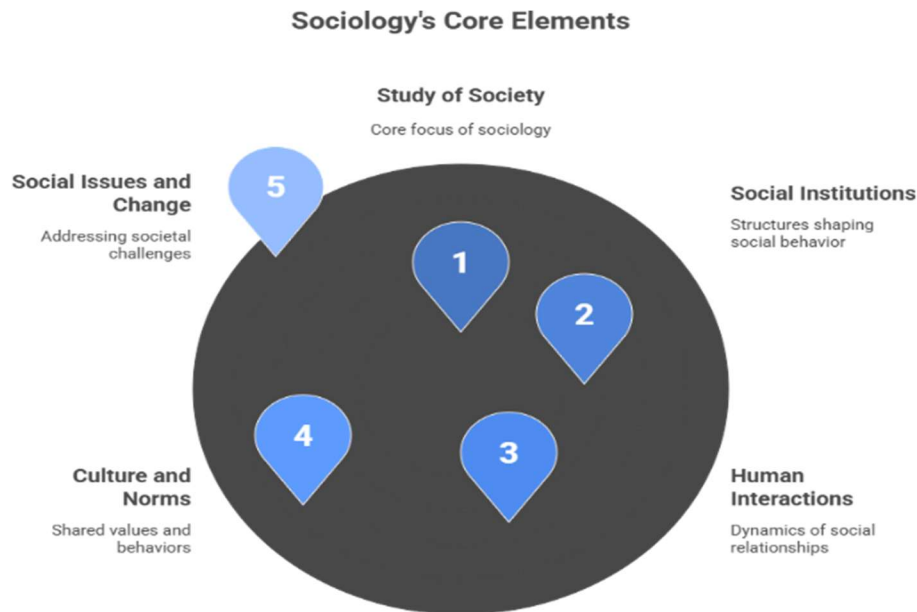 Sociology's Core Elements
Study of Society
Core focus of sociology
5
Social Issues and
Change
Addressing societal
challenges
1
Social Institutions
Structures shaping
social behavior
2
4
Culture and
Norms
Shared values and
behaviors
3
Human
Interactions
Dynamics of social
relationships